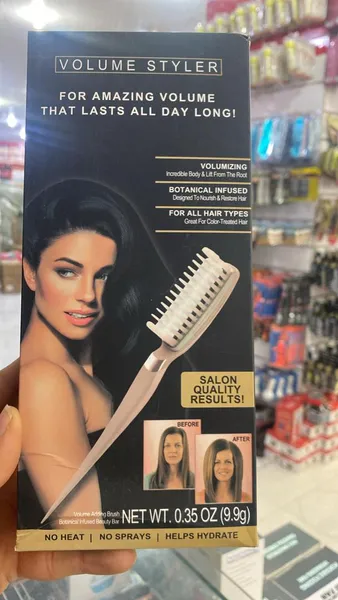 VOLUME STYLER
FOR AMAZING VOLUME
THAT LASTS ALL DAY LONG!
VOLUMIZING
Incredible Body & Lift From The Root
BOTANICAL INFUSED
Designed To Nourish & Restore Hair
FOR ALL HAIR TYPES
Great For Color-Treated Hair
SALON
QUALITY
RESULTS!
BEFORE
AFTER
Volume Adding Brush
Botanical Infused Beauty Bar
NET WT. 0.35 OZ (9.9g)
NO HEAT | NO SPRAYS | HELPS HYDRATE